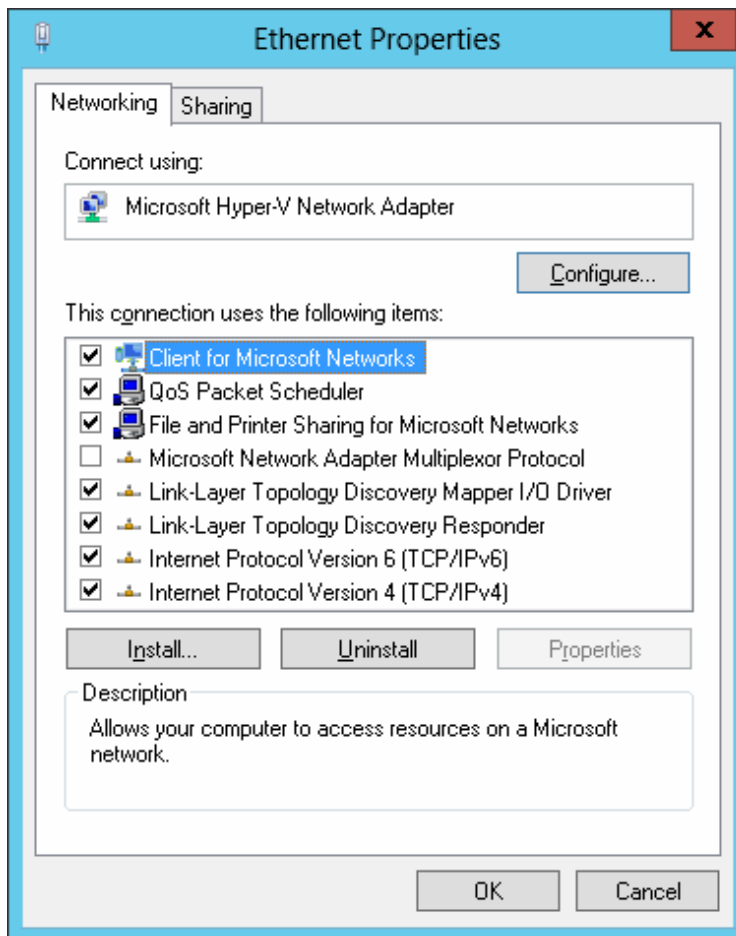 Ethernet Properties
x
Networking
Sharing
Connect using:
Microsoft Hyper-V Network Adapter
Configure...
This connection uses the following items:
Client for Microsoft Networks
QoS Packet Scheduler
File and Printer Sharing for Microsoft Networks
Microsoft Network Adapter Multiplexor Protocol
Link-Layer Topology Discovery Mapper I/O Driver
Link-Layer Topology Discovery Responder
Internet Protocol Version 6 (TCP/IPv6)
Internet Protocol Version 4 (TCP/IPv4)
Install...
Uninstall
Properties
Description
Allows your computer to access resources on a Microsoft
network.
OK
Cancel